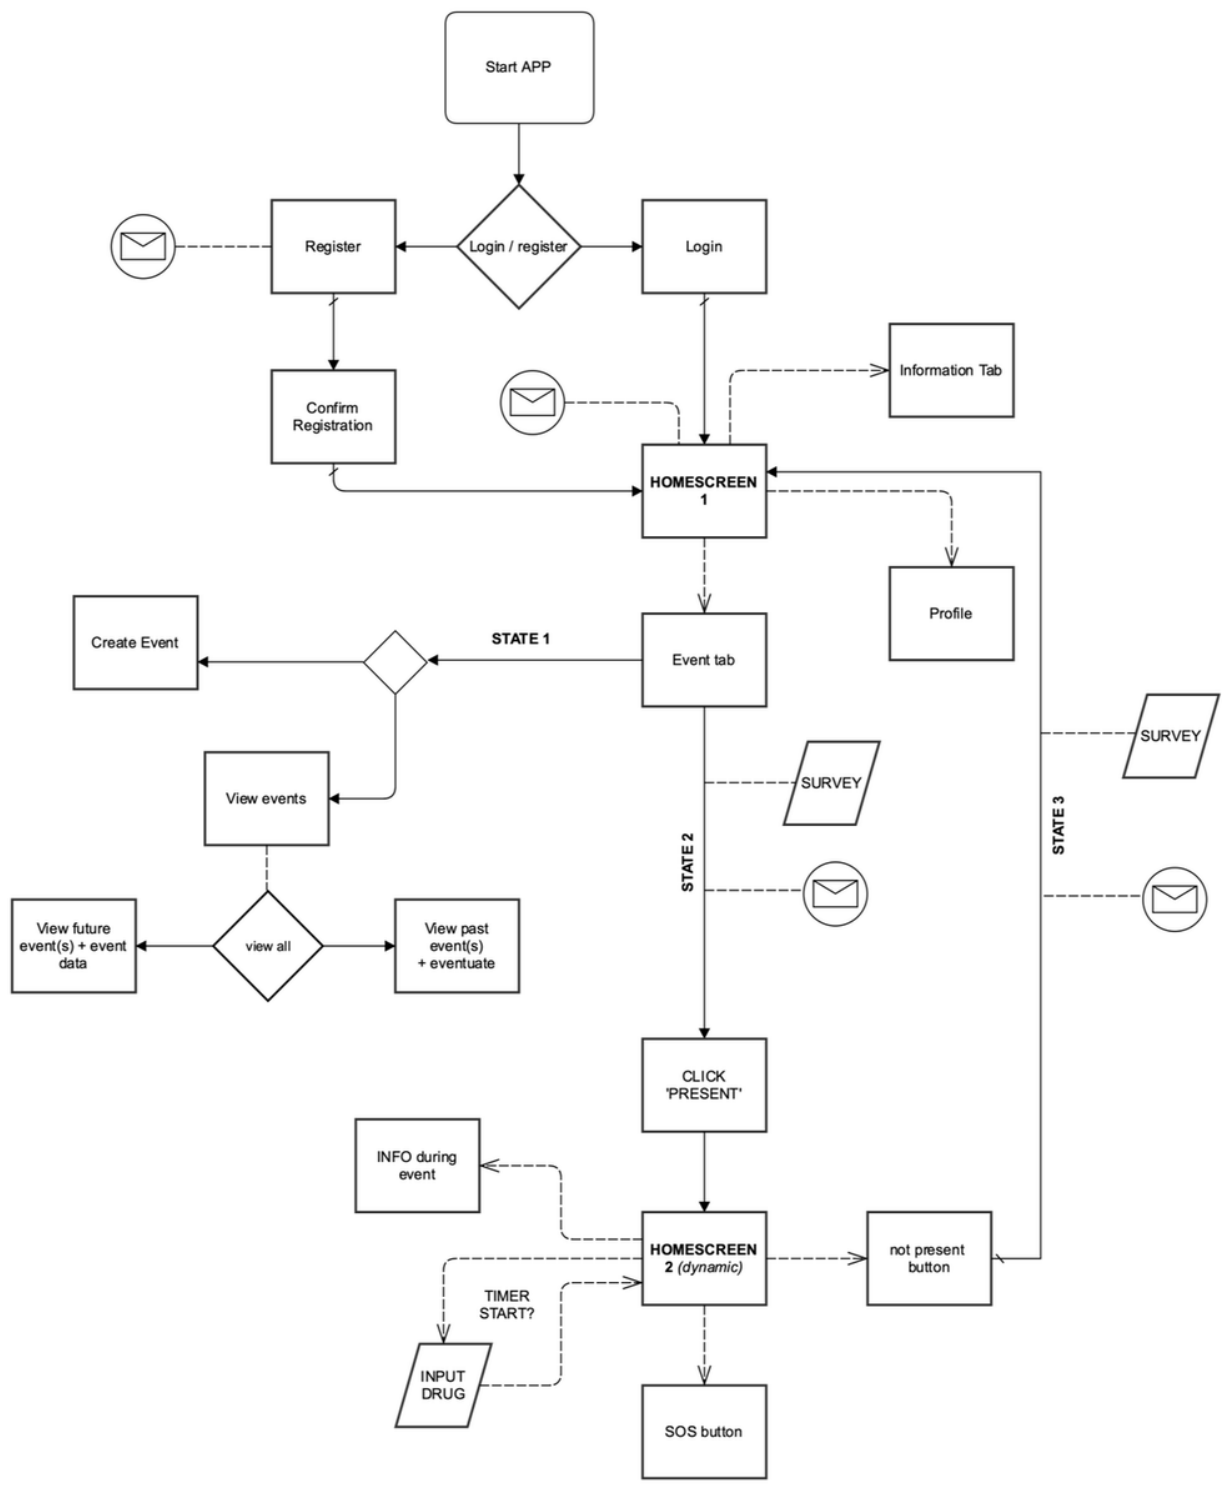 Start APP
Register
Login / register
Login
Information Tab
Confirm
Registration
HOMESCREEN
1
Profile
Create Event
STATE 1
Event tab
SURVEY
SURVEY
View events
STATE 2
STATE 3
View future
event(s) + event
data
view all
View past
event(s)
+ eventuate
CLICK
'PRESENT'
INFO during
event
HOMESCREEN
2 (dynamic)
not present
button
TIMER
START?
INPUT
DRUG
SOS button